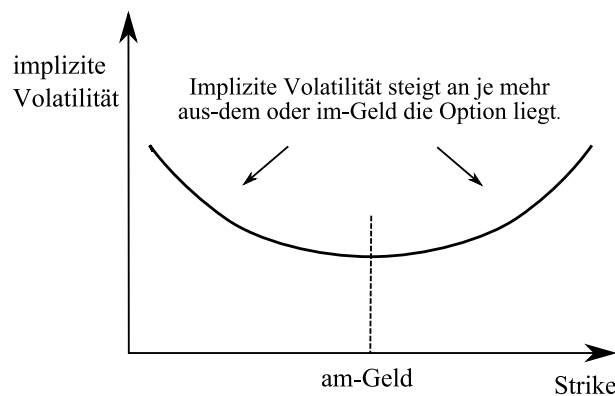 implizite
Volatilität
Implizite Volatilität steigt an je mehr
aus-dem oder im-Geld die Option liegt.
am-Geld
Strike